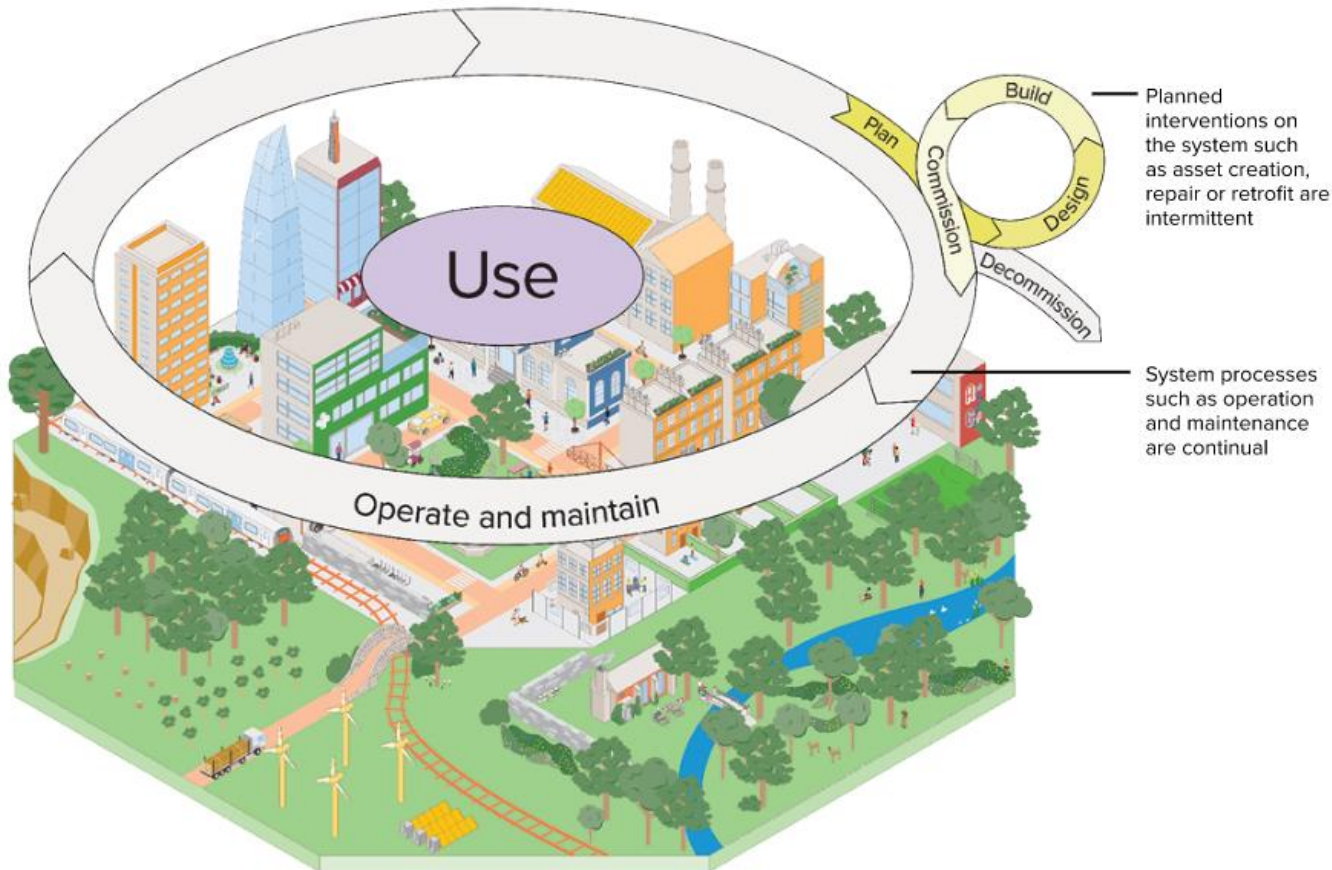 Use
Operate and maintain
Plan
Design
Build
Commission
Decommission
Planned
interventions on
the system such
as asset creation,
repair or retrofit are
intermittent
System processes
such as operation
and maintenance
are continual